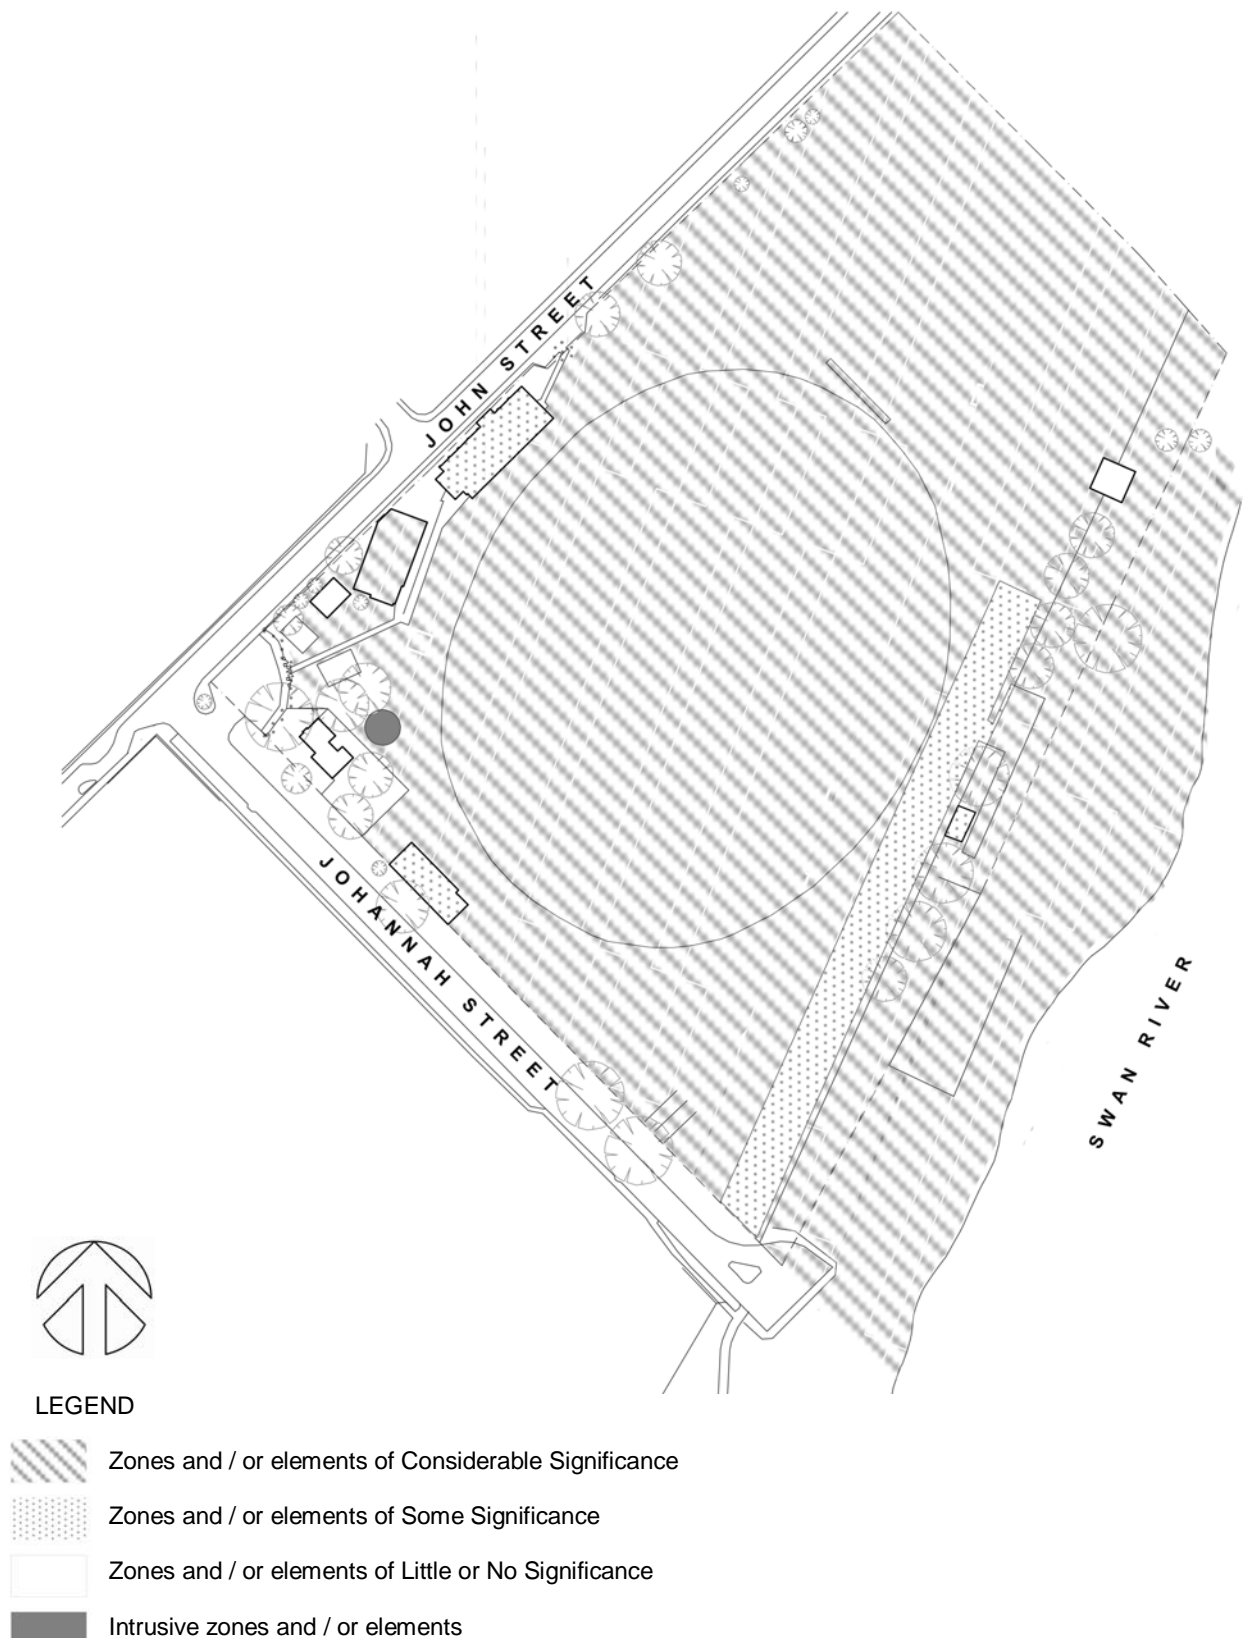 JOHN STREET
JOHANNAH STREET
SWAN RIVER
LEGEND
Zones and / or elements of Considerable Significance
Zones and / or elements of Some Significance
Zones and / or elements of Little or No Significance
Intrusive zones and / or elements